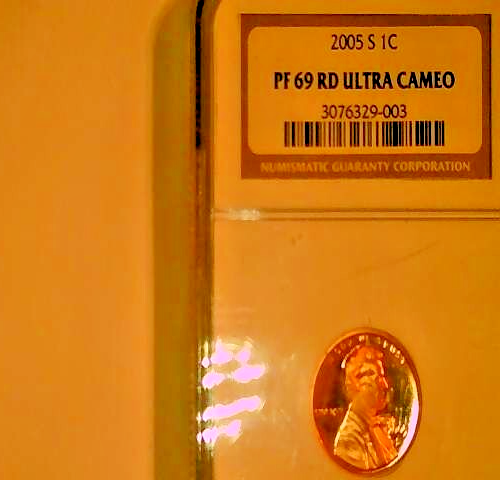 2005 S 1C
PF 69 RD ULTRA CAMEO
3076329-003
NUMISMATIC GUARANTY CORPORATION